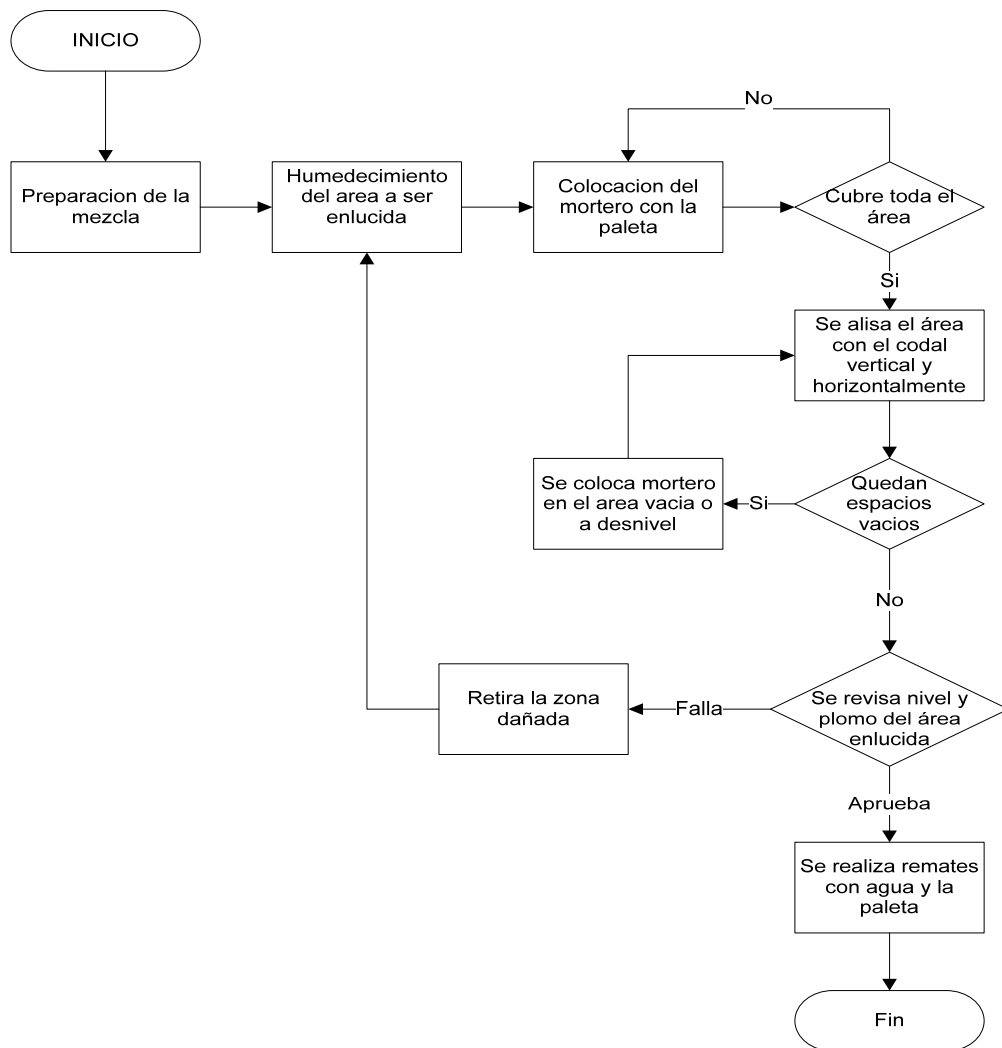 INICIO
Preparacion de la
mezcla
Humedecimiento
del area a ser
enlucida
Colocacion del
mortero con la
paleta
No
Cubre toda el
área
Si
Se alisa el área
con el codal
vertical y
horizontalmente
Quedan
espacios
vacios
Si
Se coloca mortero
en el area vacia o
a desnivel
No
Se revisa nivel y
plomo del área
enlucida
Falla
Retira la zona
dañada
Aprueba
Se realiza remates
con agua y la
paleta
Fin